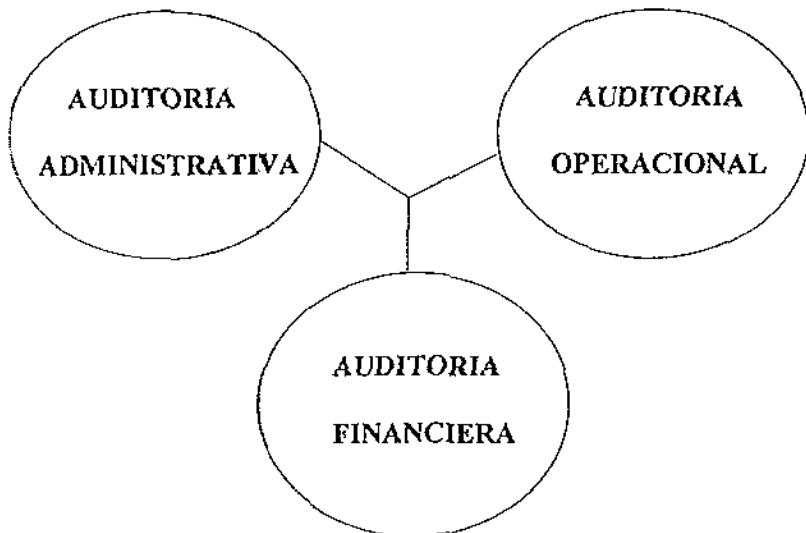 AUDITORIA
ADMINISTRATIVA
AUDITORIA
OPERACIONAL
AUDITORIA
FINANCIERA